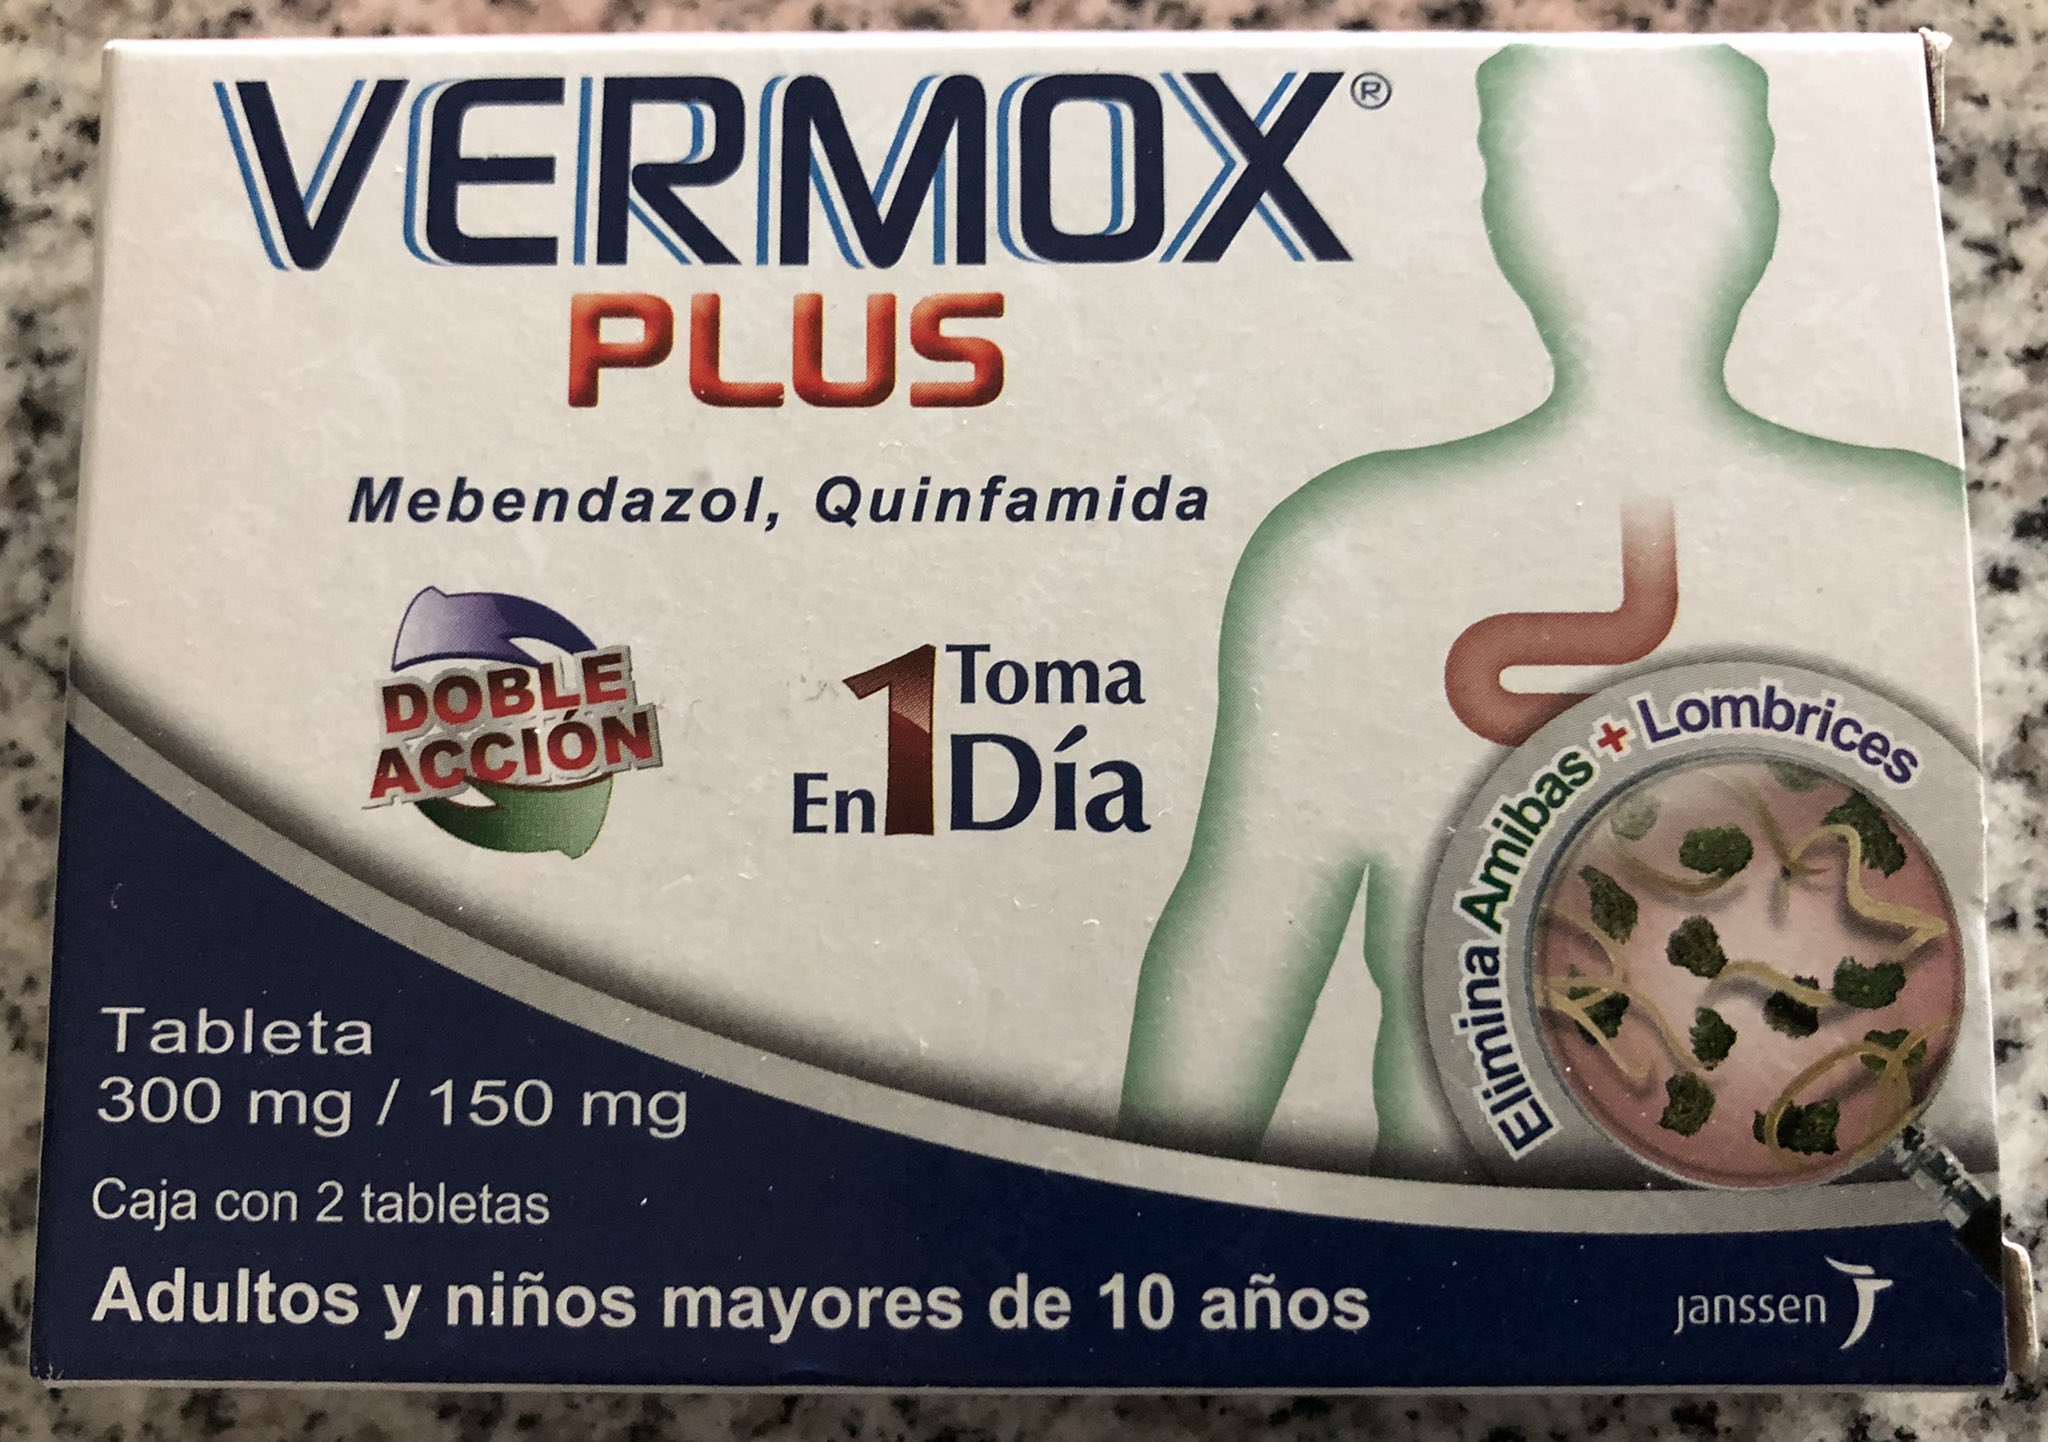 VERMOX®
PLUS
Mebendazol, Quinfamida
DOBLE
ACCIÓN
1 Toma
En 1 Día
Elimina Amibas + Lombrices
Tableta
300 mg / 150 mg
Caja con 2 tabletas
Adultos y niños mayores de 10 años
janssen